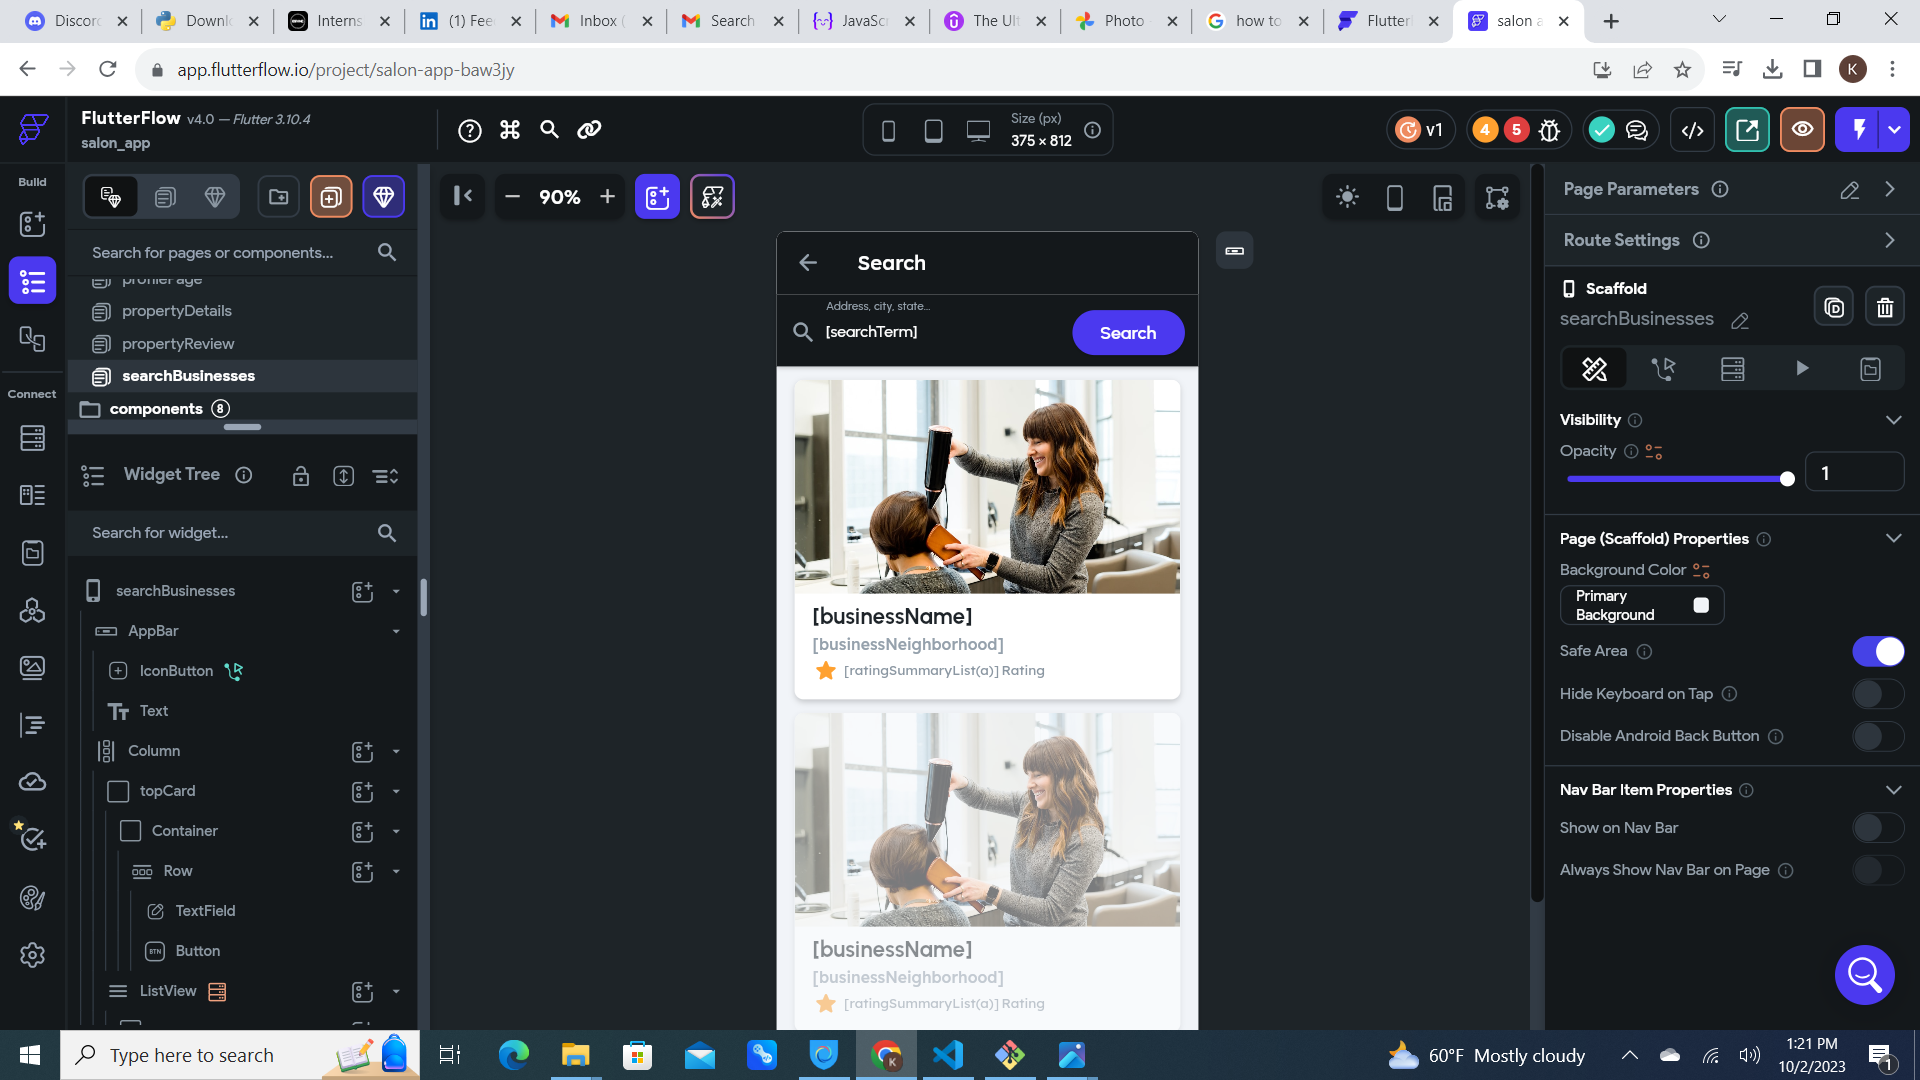 Discord
Downl
Interns
(1) Fee
Inbox (
Search
JavaSc
The Ult
Photo
how to
Flutter
salon a
app.flutterflow.io/project/salon-app-baw3jy
K
FlutterFlow v4.0 — Flutter 3.10.4
salon_app
Size (px)
375 × 812
v1
4
5
Build
Connect
Search for pages or components...
profilePage
propertyDetails
propertyReview
searchBusinesses
components 8
Widget Tree
Search for widget...
searchBusinesses
AppBar
IconButton
Text
Column
topCard
Container
Row
TextField
BTN Button
ListView
90%
Search
Address, city, state...
[searchTerm]
Search
[businessName]
[businessNeighborhood]
[ratingSummaryList(a)] Rating
[businessName]
[businessNeighborhood]
[ratingSummaryList(a)] Rating
Page Parameters
Route Settings
Scaffold
searchBusinesses
Visibility
Opacity
1
Page (Scaffold) Properties
Background Color
Primary
Background
Safe Area
Hide Keyboard on Tap
Disable Android Back Button
Nav Bar Item Properties
Show on Nav Bar
Always Show Nav Bar on Page
Type here to search
K
60°F Mostly cloudy
1:21 PM
10/2/2023
1